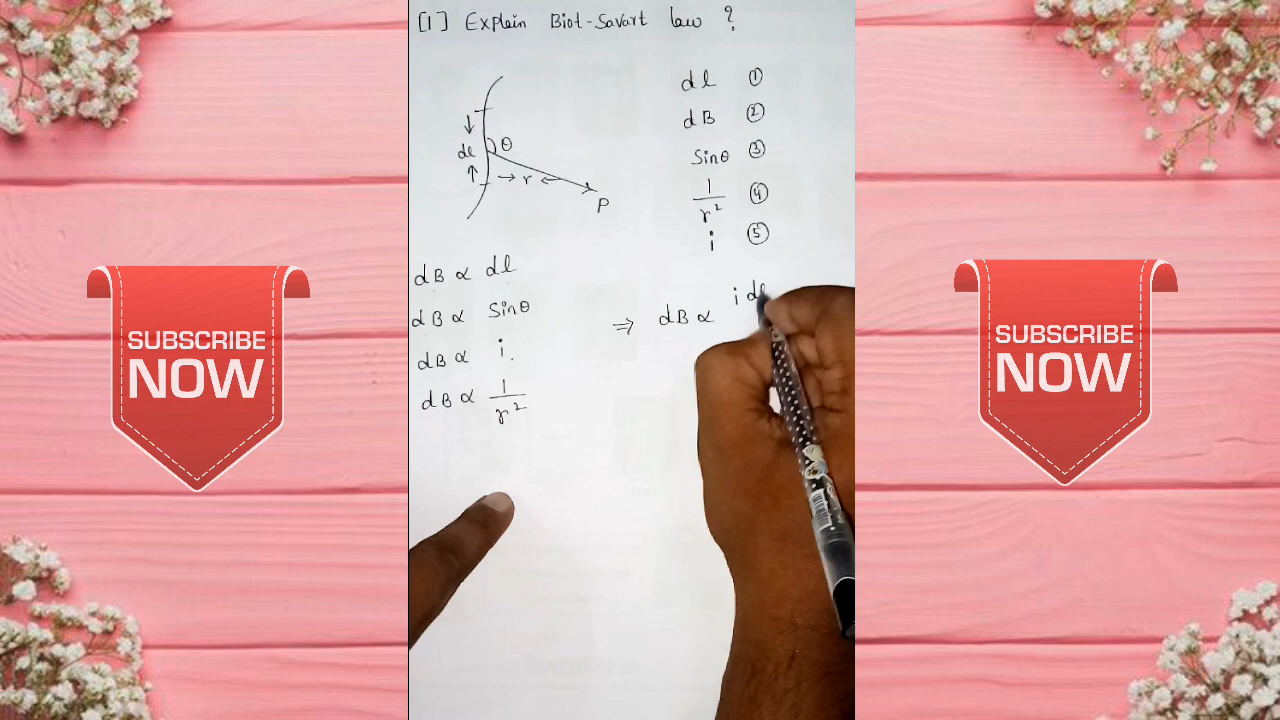 [1] Explain Biot-Savart law ?
dl ①
dB ②
Sinθ ③
1/r² ④
i ⑤
dl
θ
r
P
dB ∝ dl
dB ∝ Sinθ
dB ∝ i
dB ∝ 1/r²
⇒ dB ∝ i dl
SUBSCRIBE
NOW
SUBSCRIBE
NOW